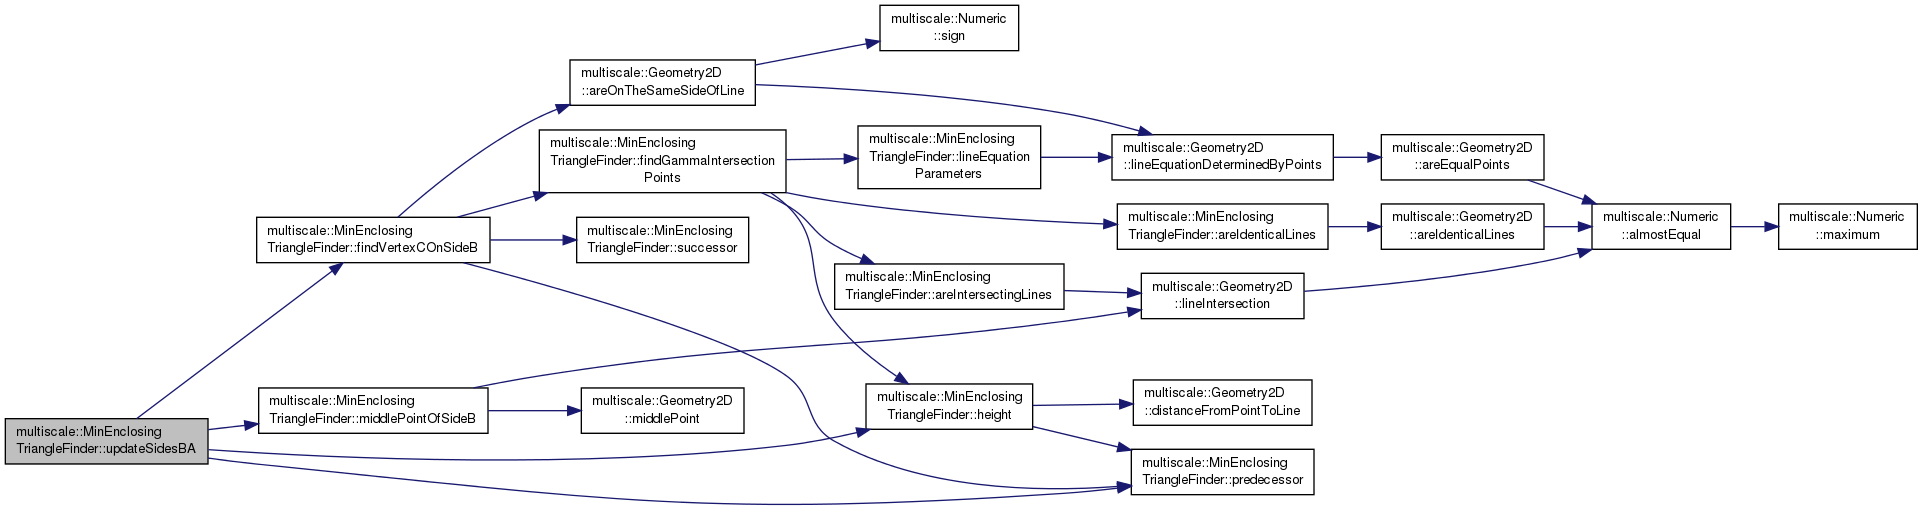 multiscale::Numeric
::sign
multiscale::Geometry2D
::areOnTheSameSideOfLine
multiscale::MinEnclosing
TriangleFinder::findGammaIntersection
Points
multiscale::MinEnclosing
TriangleFinder::lineEquation
Parameters
multiscale::Geometry2D
::lineEquationDeterminedByPoints
multiscale::Geometry2D
::areEqualPoints
multiscale::MinEnclosing
TriangleFinder::findVertexCOnSideB
multiscale::MinEnclosing
TriangleFinder::successor
multiscale::MinEnclosing
TriangleFinder::areIdenticalLines
multiscale::Geometry2D
::areIdenticalLines
multiscale::Numeric
::almostEqual
multiscale::Numeric
::maximum
multiscale::MinEnclosing
TriangleFinder::areIntersectingLines
multiscale::Geometry2D
::lineIntersection
multiscale::MinEnclosing
TriangleFinder::middlePointOfSideB
multiscale::Geometry2D
::middlePoint
multiscale::MinEnclosing
TriangleFinder::height
multiscale::Geometry2D
::distanceFromPointToLine
multiscale::MinEnclosing
TriangleFinder::updateSidesBA
multiscale::MinEnclosing
TriangleFinder::predecessor